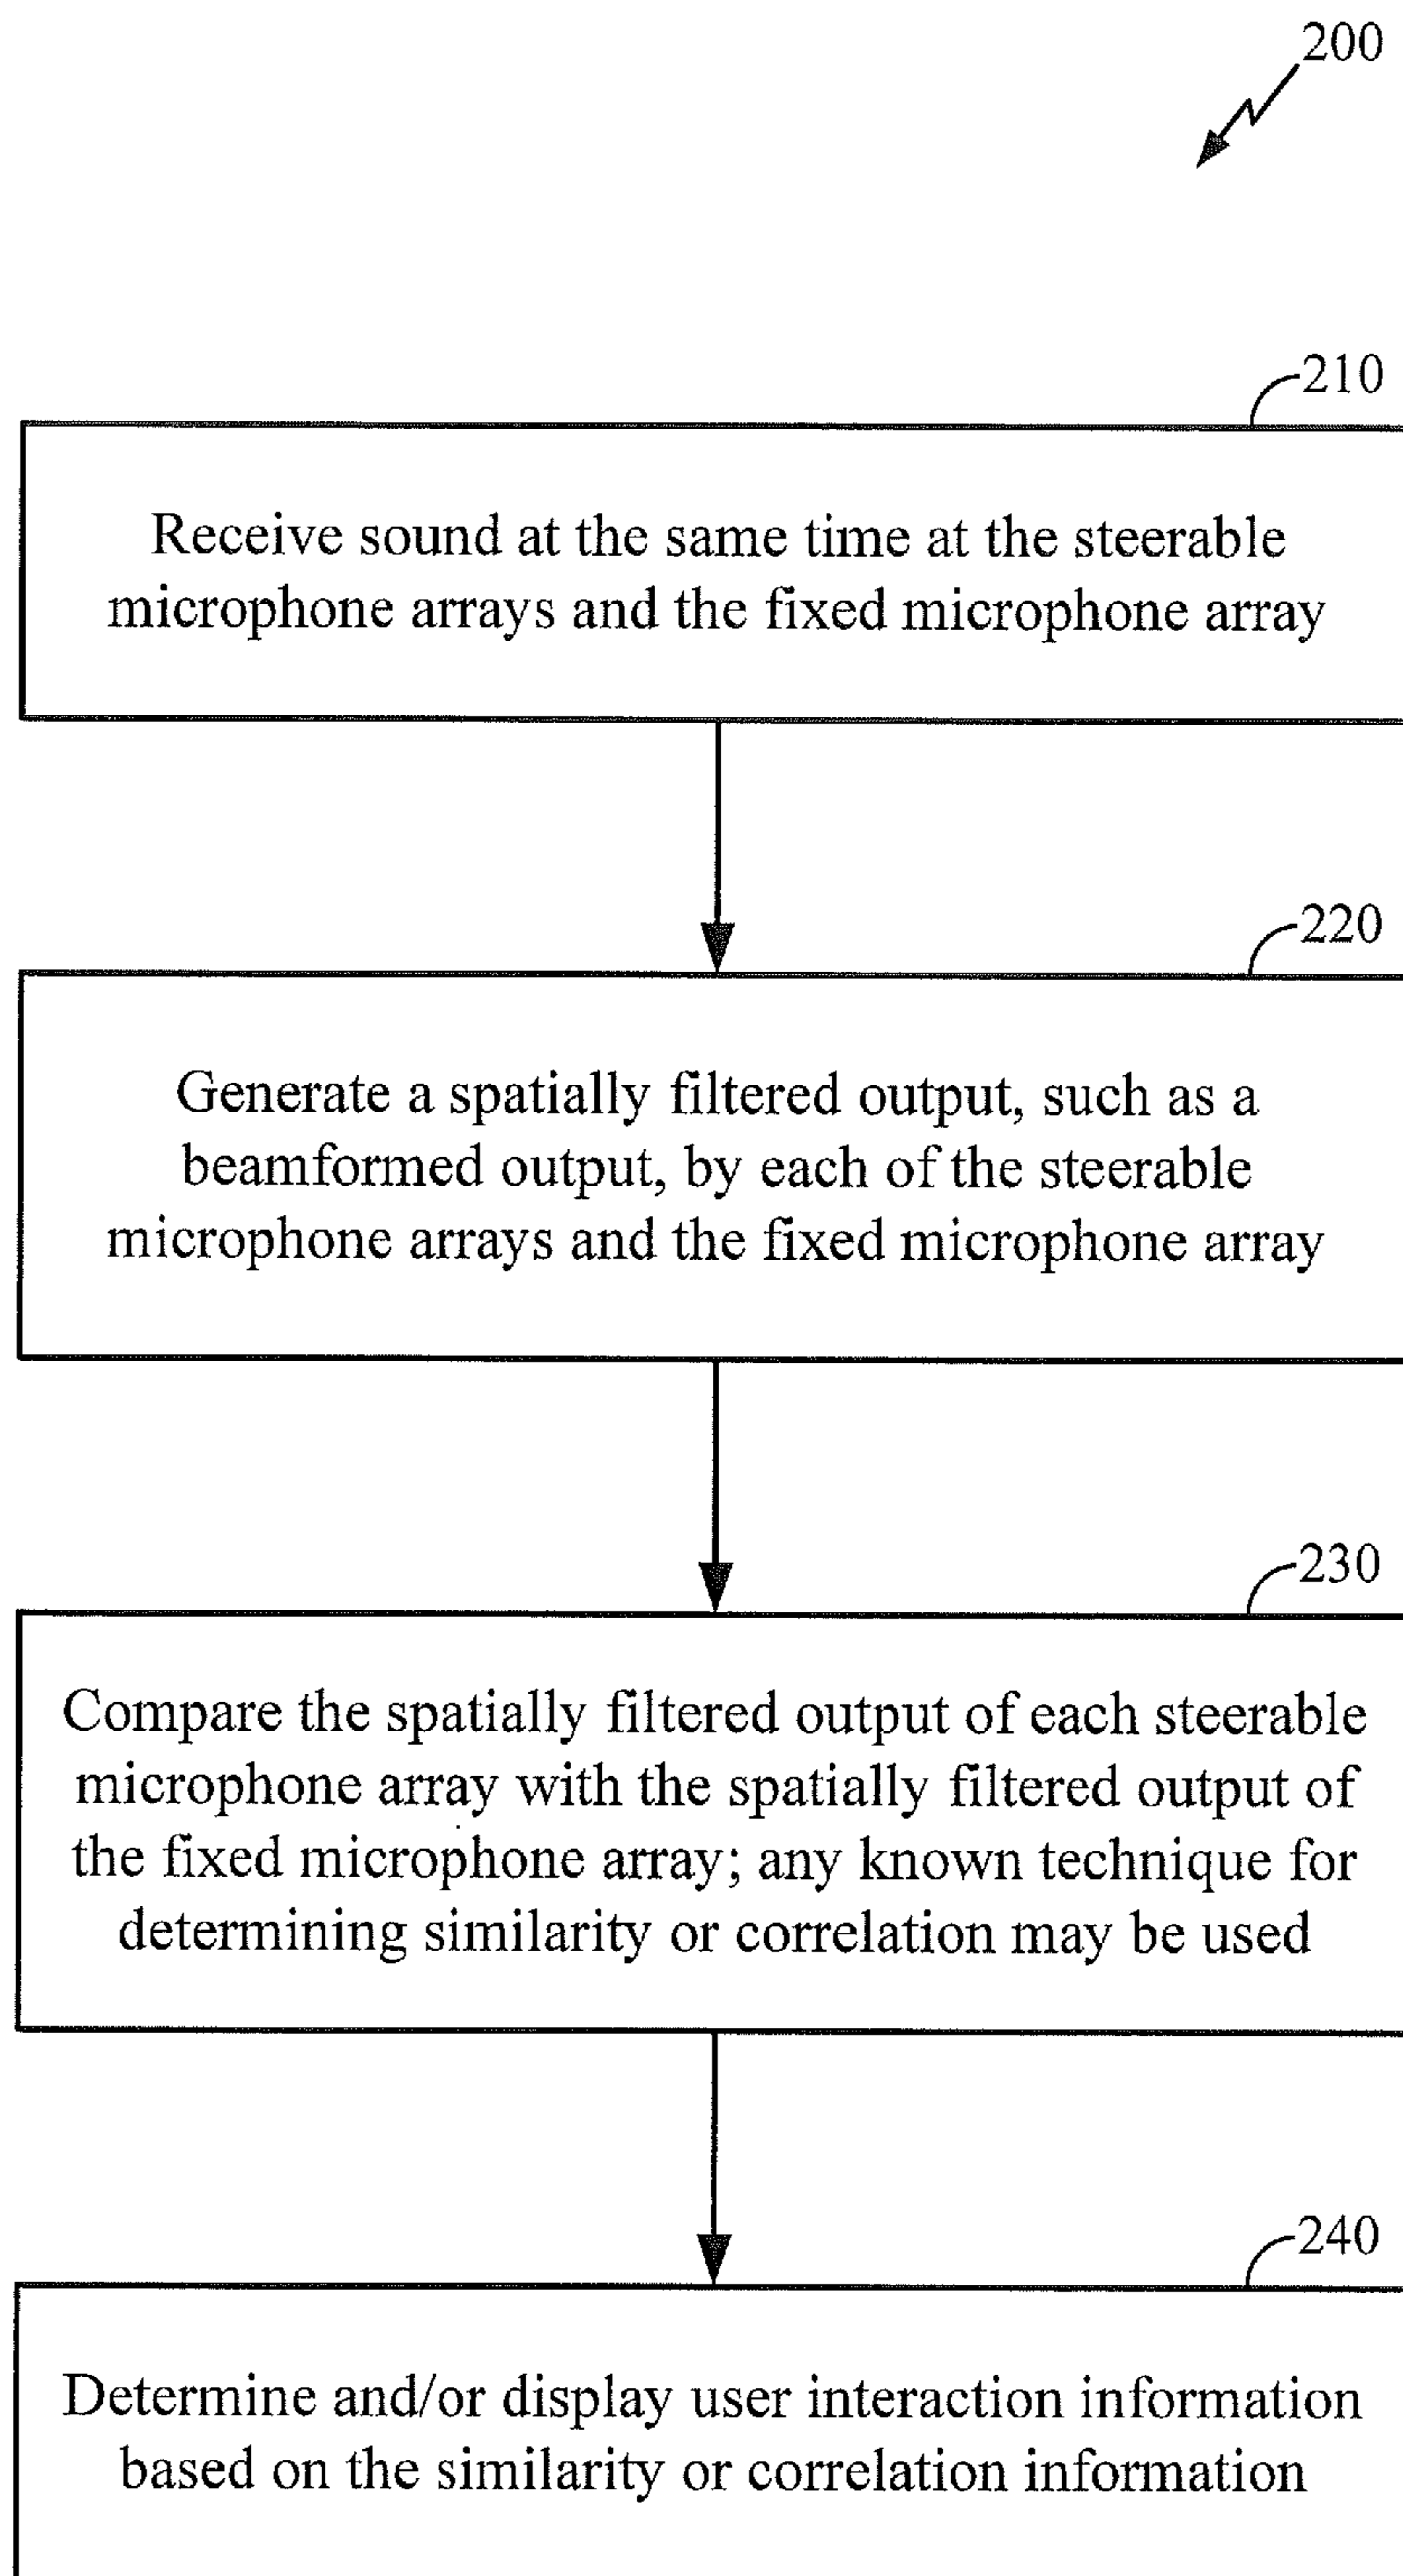 200
210
Receive sound at the same time at the steerable
microphone arrays and the fixed microphone array
220
Generate a spatially filtered output, such as a
beamformed output, by each of the steerable
microphone arrays and the fixed microphone array
230
Compare the spatially filtered output of each steerable
microphone array with the spatially filtered output of
the fixed microphone array; any known technique for
determining similarity or correlation may be used
240
Determine and/or display user interaction information
based on the similarity or correlation information